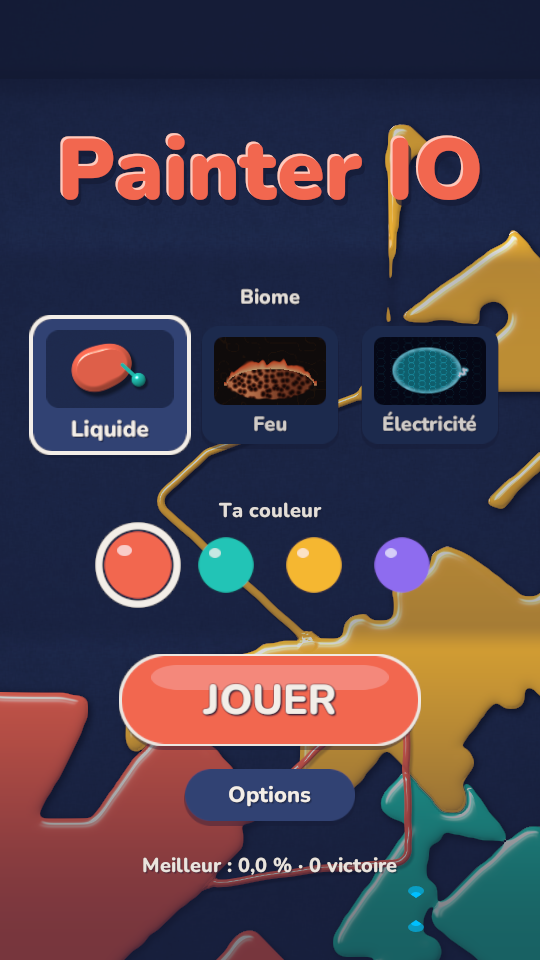 Painter IO
Biome
Liquide
Feu
Électricité
Ta couleur
JOUER
Options
Meilleur : 0,0 % · 0 victoire